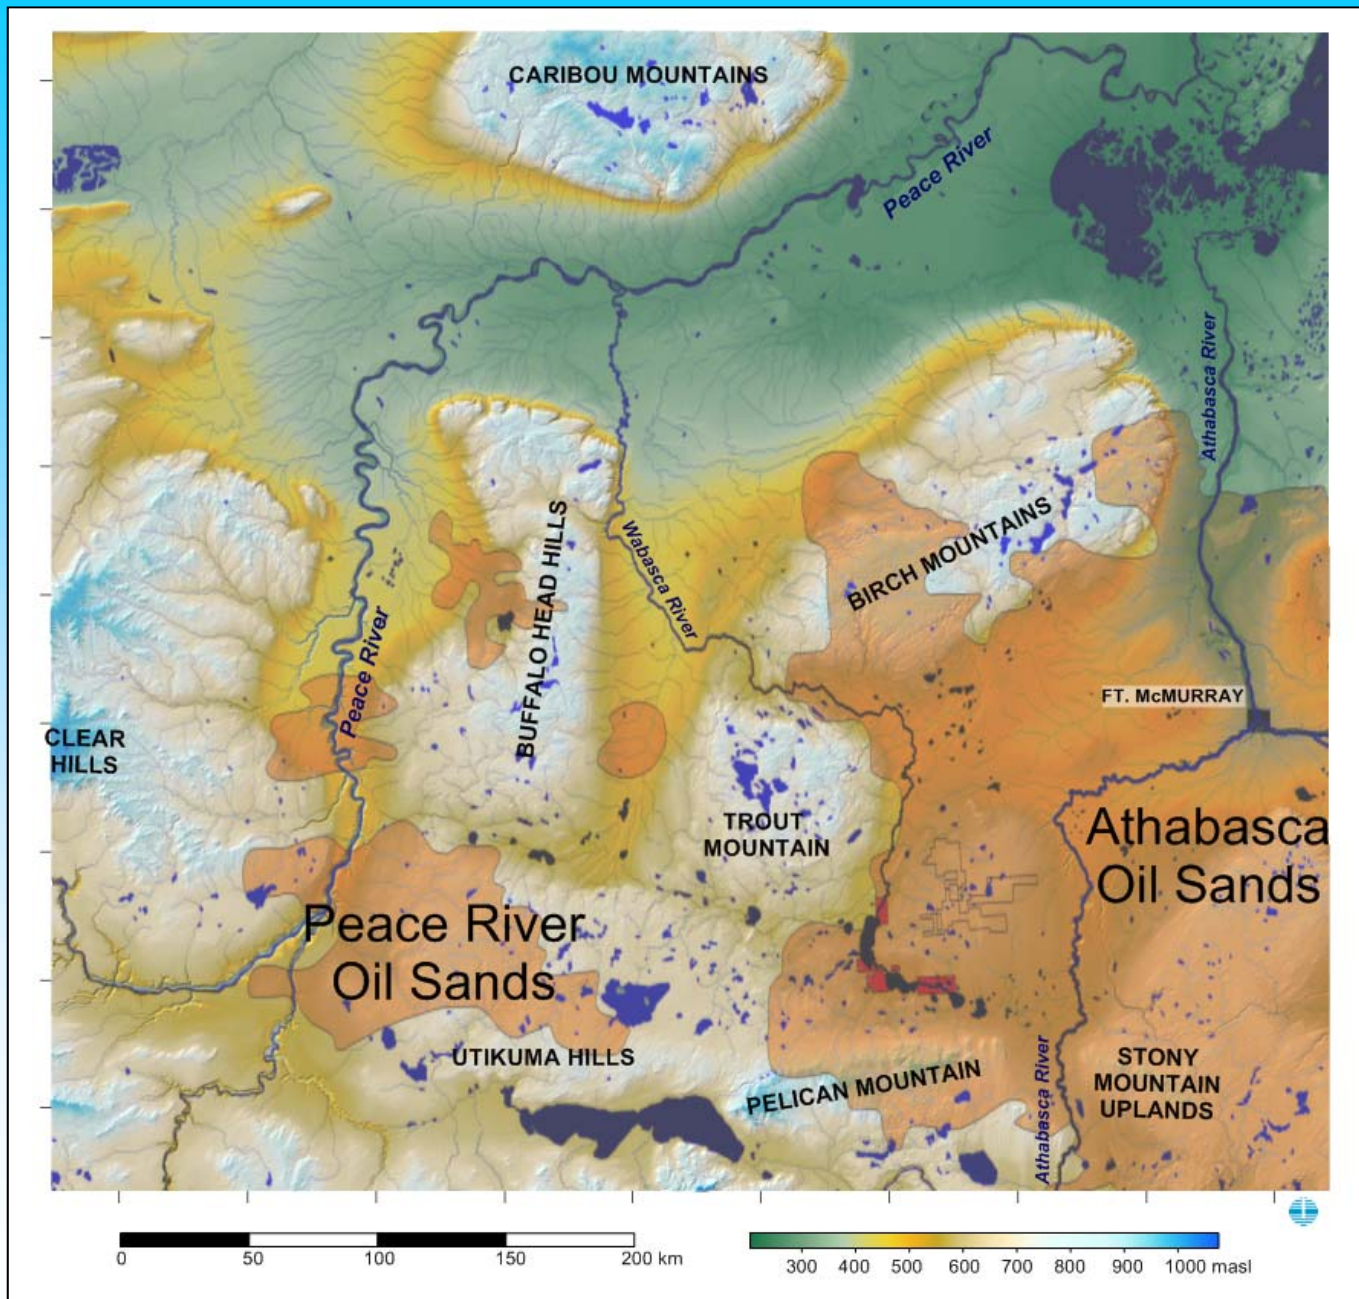 CARIBOU MOUNTAINS
Peace River
Athabasca River
Wabasca River
BUFFALO HEAD HILLS
BIRCH MOUNTAINS
Peace River
FT. McMURRAY
CLEAR
HILLS
TROUT
MOUNTAIN
Athabasca
Oil Sands
Peace River
Oil Sands
UTIKUMA HILLS
PELICAN MOUNTAIN
Athabasca River
STONY
MOUNTAIN
UPLANDS
0 50 100 150 200 km
300 400 500 600 700 800 900 1000 masl